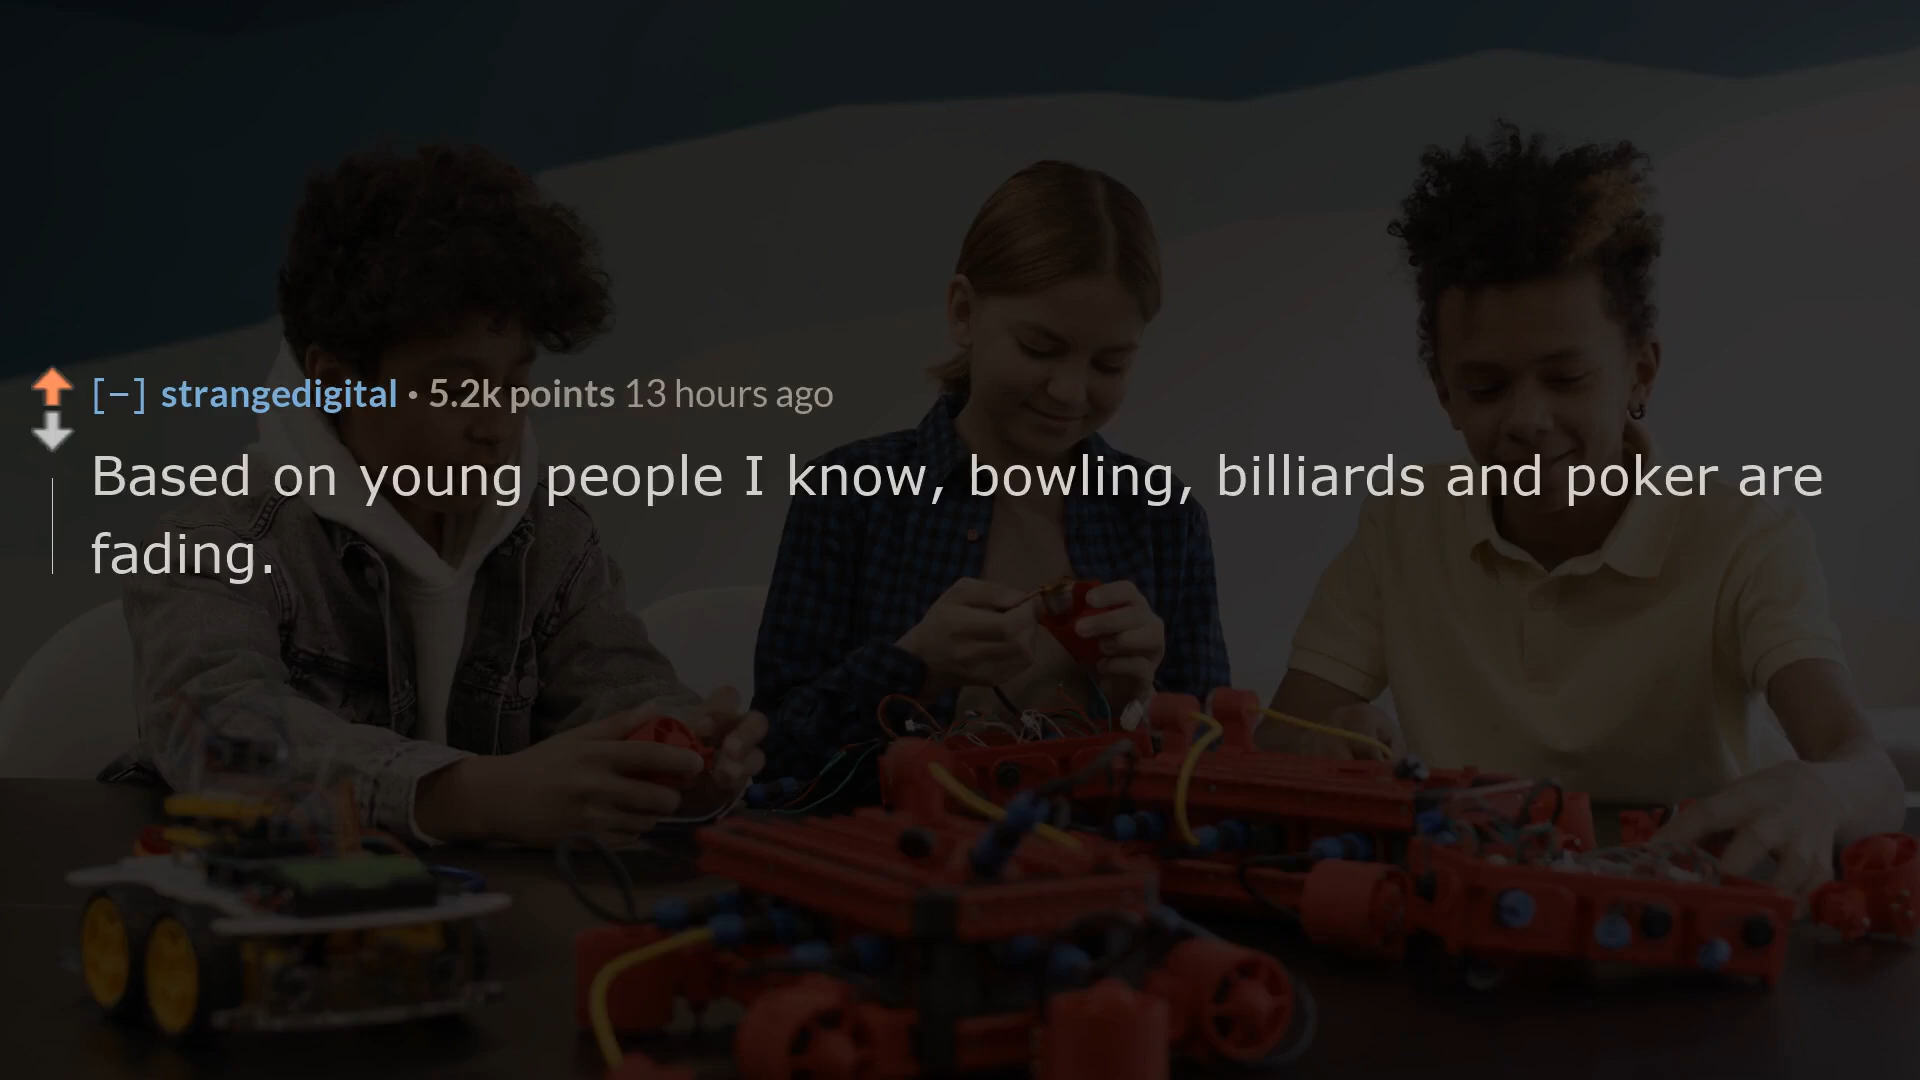 [–] strangedigital · 5.2k points 13 hours ago
Based on young people I know, bowling, billiards and poker are
fading.